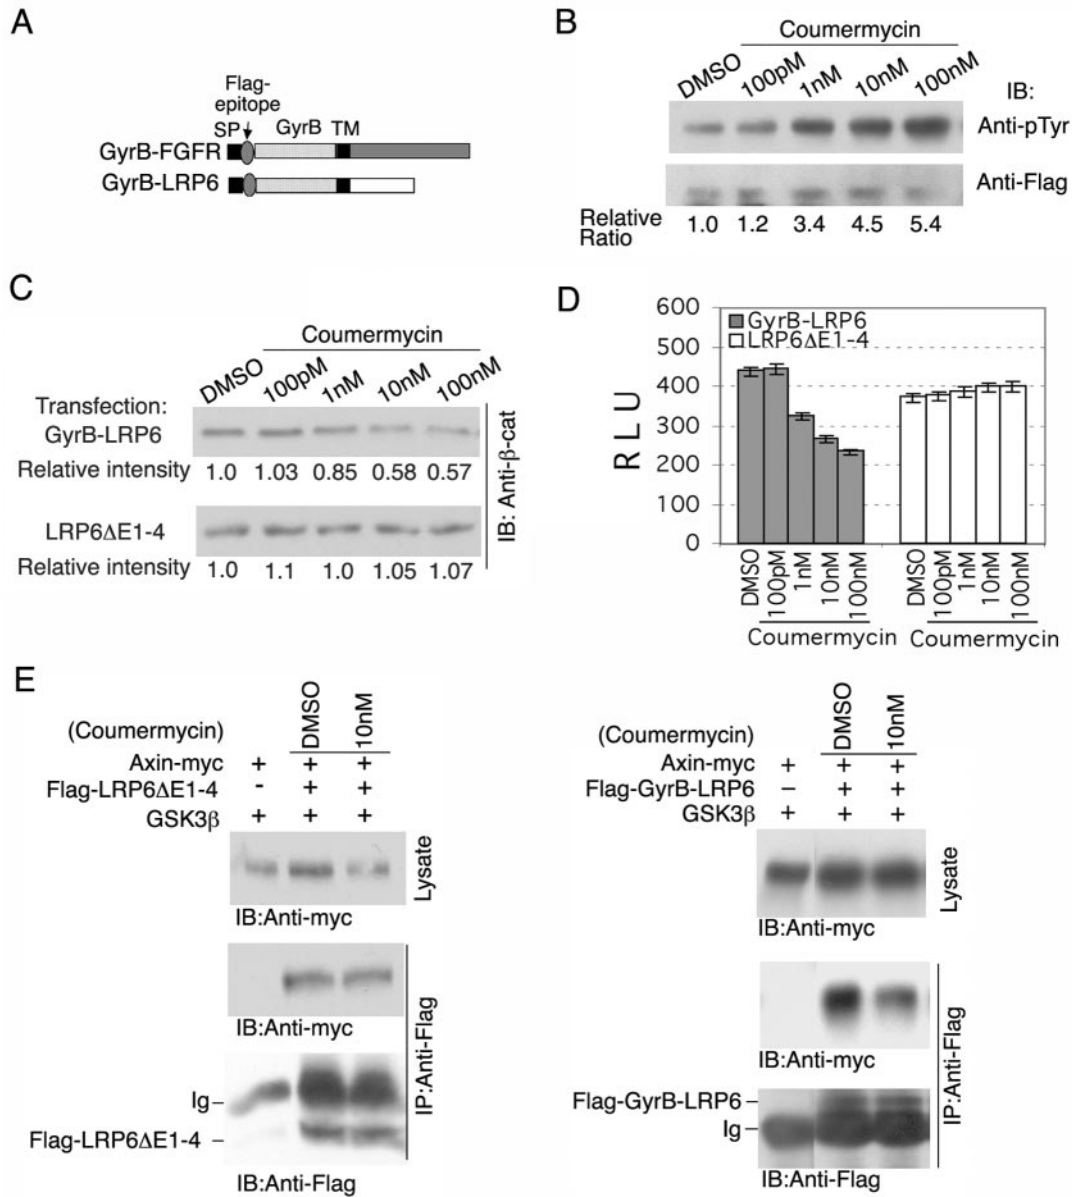 A
Flag-
epitope
SP GyrB TM
GyrB-FGFR
GyrB-LRP6
B
Coumermycin
DMSO 100pM 1nM 10nM 100nM
IB:
Anti-pTyr
Anti-Flag
Relative
Ratio
1.0 1.2 3.4 4.5 5.4
C
Coumermycin
DMSO 100pM 1nM 10nM 100nM
Transfection:
GyrB-LRP6
Relative intensity 1.0 1.03 0.85 0.58 0.57
LRP6ΔE1-4
Relative intensity 1.0 1.1 1.0 1.05 1.07
IB: Anti-β-cat
D
600
500
400
300
200
100
0
RLU
GyrB-LRP6
LRP6ΔE1-4
DMSO 100pM 1nM 10nM 100nM DMSO 100pM 1nM 10nM 100nM
Coumermycin Coumermycin
E
(Coumermycin) DMSO 10nM
Axin-myc + + +
Flag-LRP6ΔE1-4 - + +
GSK3β + + +
Lysate
IB:Anti-myc
IB:Anti-myc
IP:Anti-Flag
Ig
Flag-LRP6ΔE1-4
IB:Anti-Flag
(Coumermycin) DMSO 10nM
Axin-myc + + +
Flag-GyrB-LRP6 – + +
GSK3β + + +
Lysate
IB:Anti-myc
IB:Anti-myc
IP:Anti-Flag
Flag-GyrB-LRP6
Ig
IB:Anti-Flag